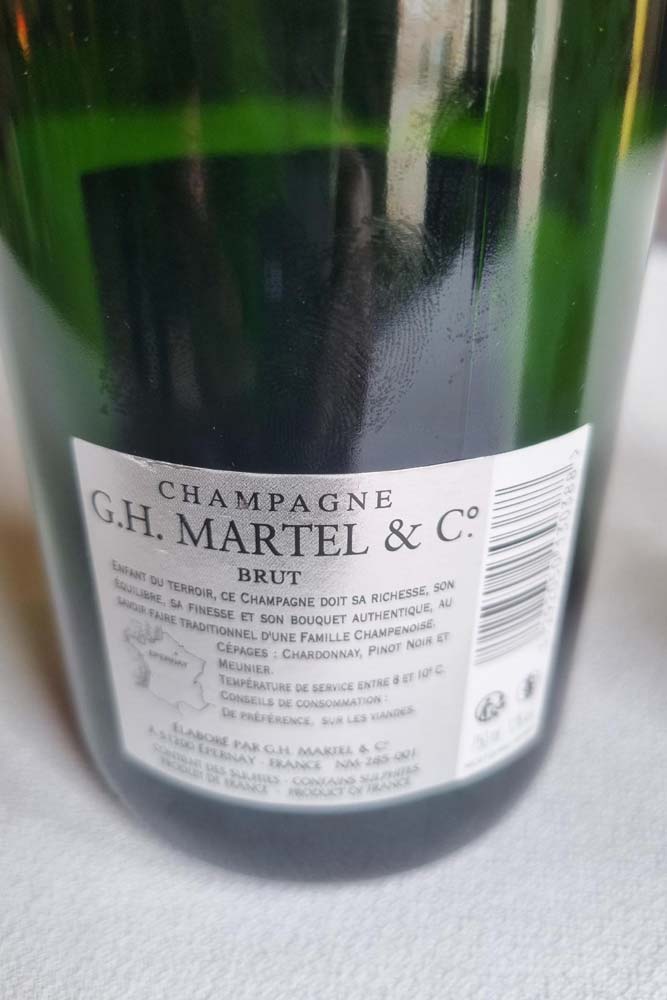 CHAMPAGNE
G.H. MARTEL & C.º
BRUT
ENFANT DU TERROIR, CE CHAMPAGNE DOIT SA RICHESSE, SON
ÉQUILIBRE, SA FINESSE ET SON BOUQUET AUTHENTIQUE, AU
SAVOIR FAIRE TRADITIONNEL D'UNE FAMILLE CHAMPENOISE.
CÉPAGES : CHARDONNAY, PINOT NOIR ET
MEUNIER.
EPERNAY
TEMPÉRATURE DE SERVICE ENTRE 8 ET 10° C.
CONSEILS DE CONSOMMATION :
DE PRÉFÉRENCE, SUR LES VIANDES.
ÉLABORÉ PAR G.H. MARTEL & Cº
A 51200 ÉPERNAY - FRANCE NM-285-001
CONTIENT DES SULFITES - CONTAINS SULPHITES
PRODUIT DE FRANCE - PRODUCT OF FRANCE